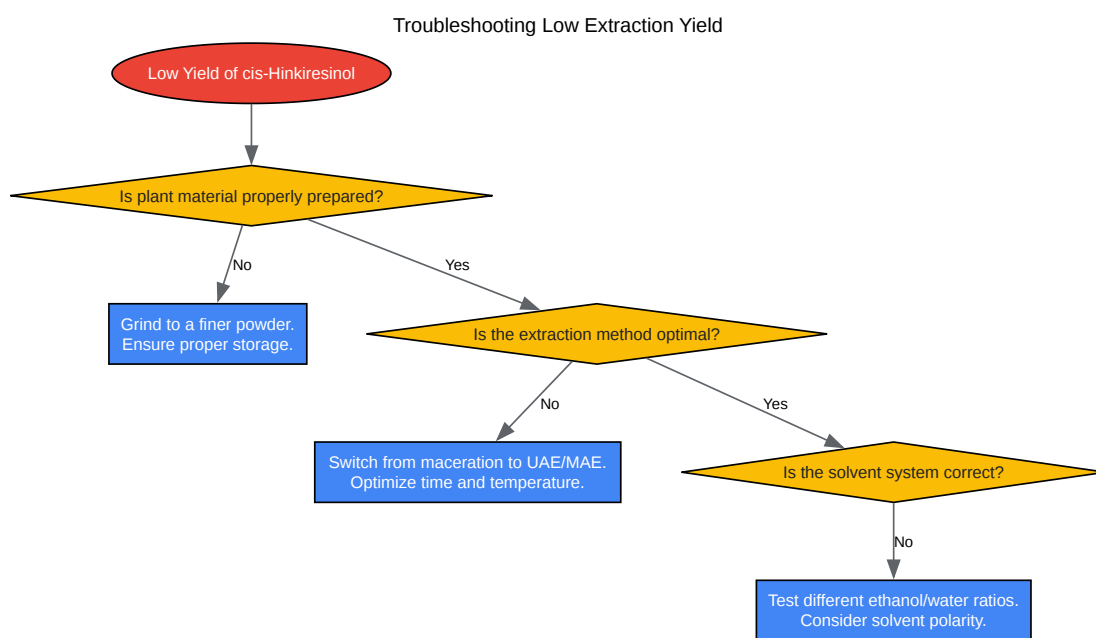 Troubleshooting Low Extraction Yield
Low Yield of cis-Hinkiresinol
Is plant material properly prepared?
No
Yes
Grind to a finer powder.
Ensure proper storage.
Is the extraction method optimal?
No
Yes
Switch from maceration to UAE/MAE.
Optimize time and temperature.
Is the solvent system correct?
No
Test different ethanol/water ratios.
Consider solvent polarity.